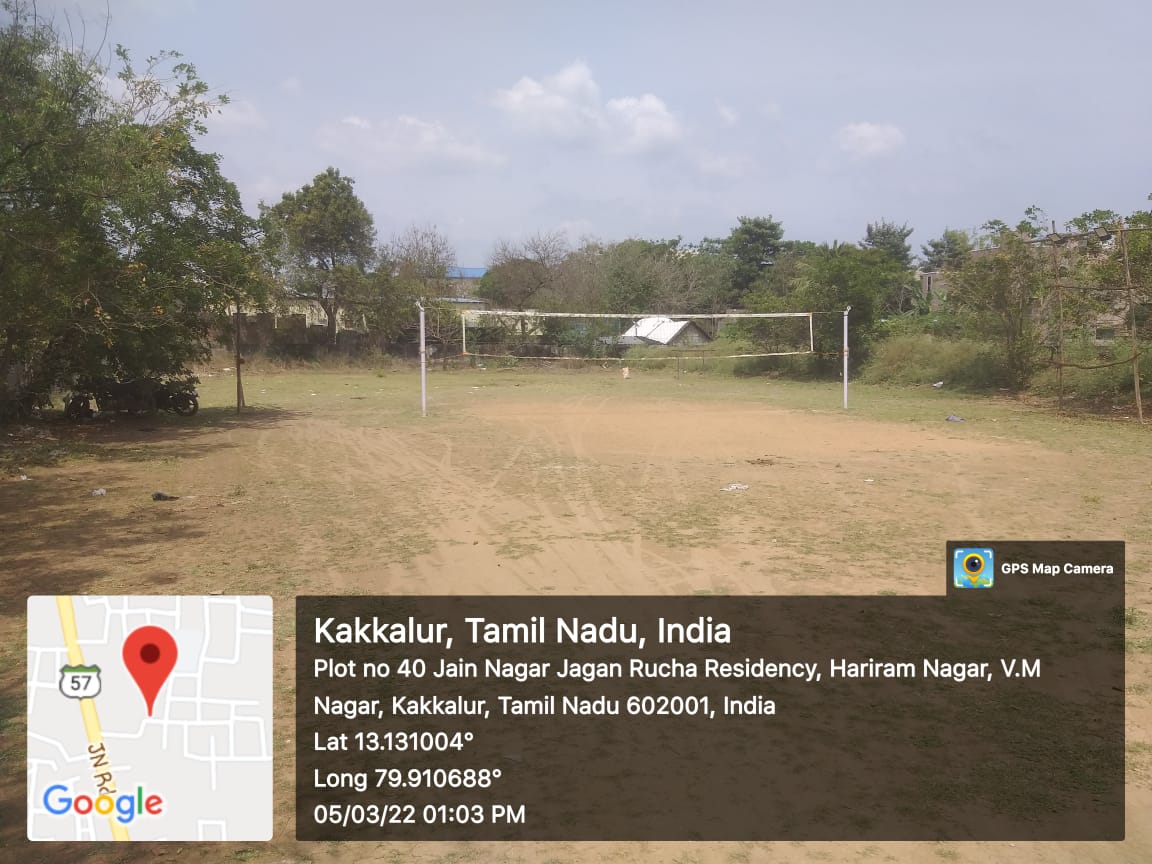 GPS Map Camera
Kakkalur, Tamil Nadu, India
Plot no 40 Jain Nagar Jagan Rucha Residency, Hariram Nagar, V.M
Nagar, Kakkalur, Tamil Nadu 602001, India
Lat 13.131004°
Long 79.910688°
05/03/22 01:03 PM
57
JN Rd
Google